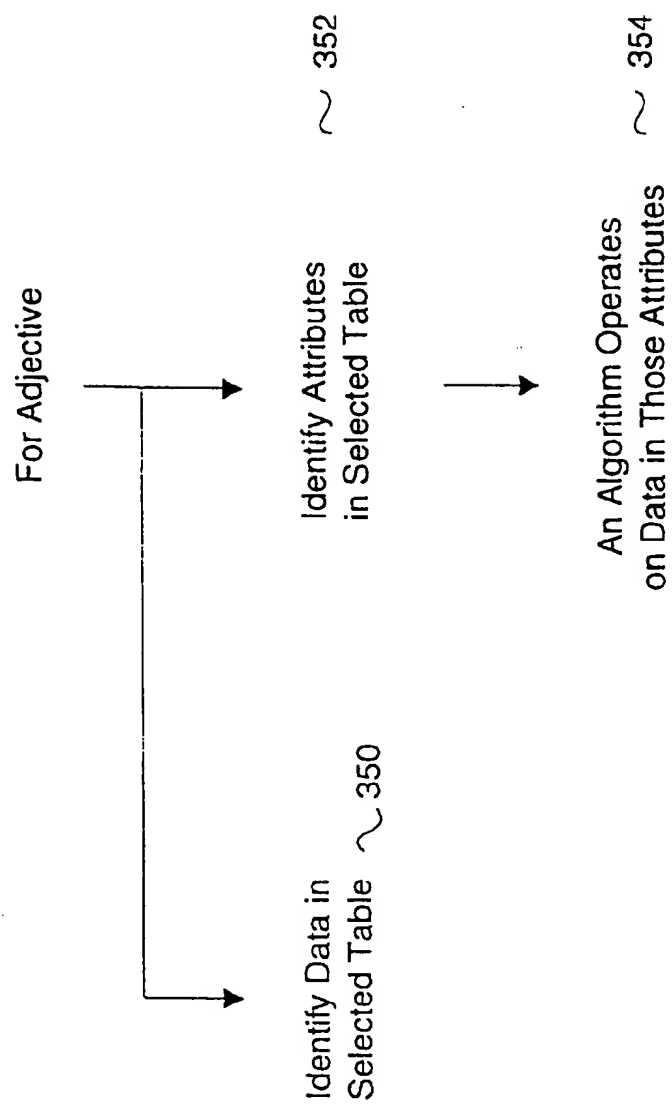 For Adjective
Identify Data in
Selected Table
350
Identify Attributes
in Selected Table
352
An Algorithm Operates
on Data in Those Attributes
354